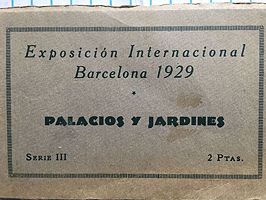 Exposición Internacional
Barcelona 1929
PALACIOS Y JARDINES
SERIE III 2 PTAS.